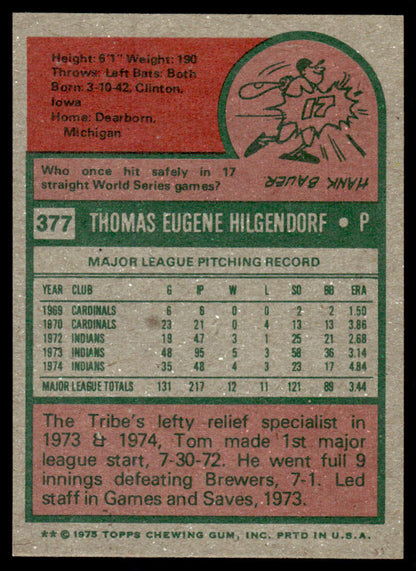 Height: 6'1" Weight: 190
Throws: Left Bats: Both
Born: 3-10-42, Clinton,
Iowa
Home: Dearborn,
Michigan
17
HANK BAUER
Who once hit safely in 17
straight World Series games?
377 THOMAS EUGENE HILGENDORF • P
MAJOR LEAGUE PITCHING RECORD
YEAR CLUB G IP W L SO BB ERA
1969 CARDINALS 6 6 0 0 2 2 1.50
1970 CARDINALS 23 21 0 4 13 13 3.86
1972 INDIANS 19 47 3 1 25 21 2.68
1973 INDIANS 48 95 5 3 58 36 3.14
1974 INDIANS 35 48 4 3 23 17 4.84
MAJOR LEAGUE TOTALS 131 217 12 11 121 89 3.44
The Tribe's lefty relief specialist in
1973 & 1974, Tom made 1st major
league start, 7-30-72. He went full 9
innings defeating Brewers, 7-1. Led
staff in Games and Saves, 1973.
** © 1975 TOPPS CHEWING GUM, INC. PRTD IN U.S.A.